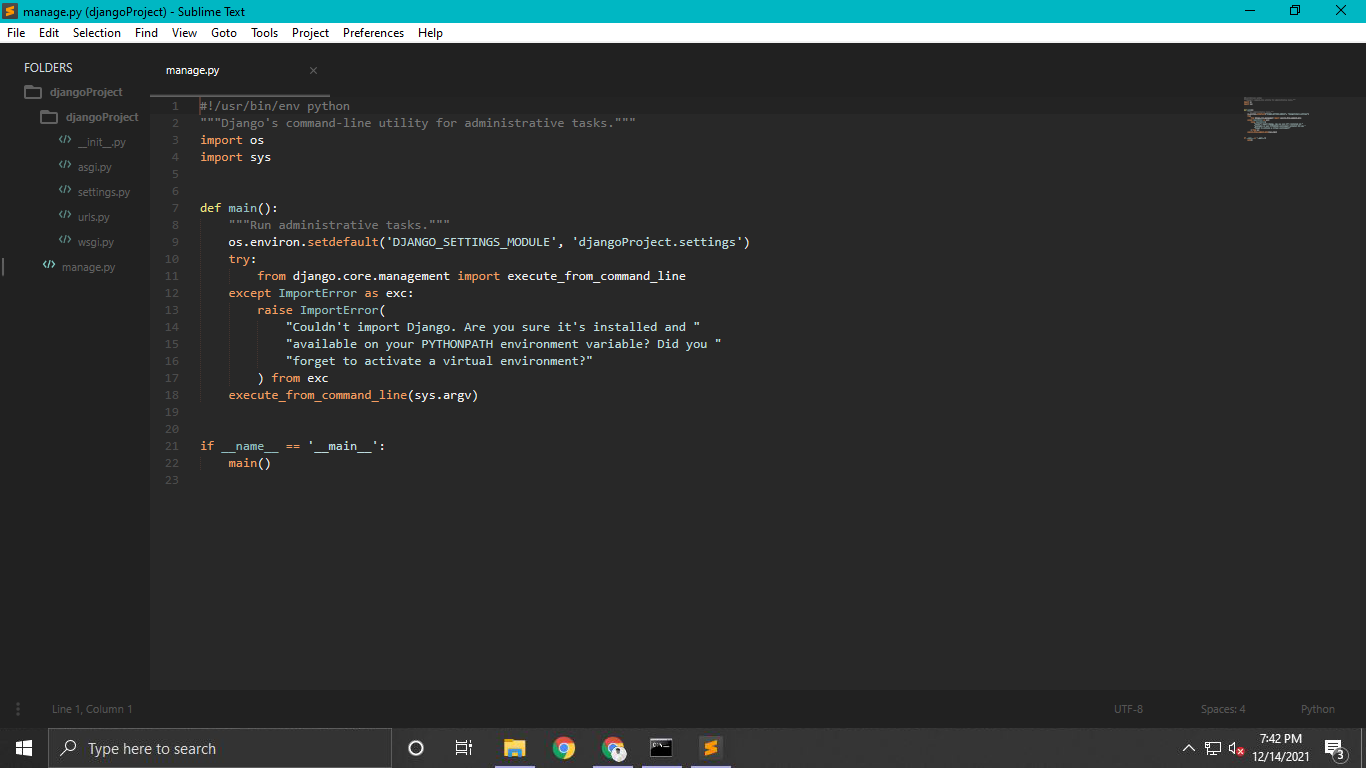 manage.py (djangoProject) - Sublime Text
File Edit Selection Find View Goto Tools Project Preferences Help
FOLDERS
djangoProject
djangoProject
__init__.py
asgi.py
settings.py
urls.py
wsgi.py
manage.py
manage.py
1 #!/usr/bin/env python
2 """Django's command-line utility for administrative tasks."""
3 import os
4 import sys
5
6
7 def main():
8     """Run administrative tasks."""
9     os.environ.setdefault('DJANGO_SETTINGS_MODULE', 'djangoProject.settings')
10     try:
11         from django.core.management import execute_from_command_line
12     except ImportError as exc:
13         raise ImportError(
14             "Couldn't import Django. Are you sure it's installed and "
15             "available on your PYTHONPATH environment variable? Did you "
16             "forget to activate a virtual environment?"
17         ) from exc
18     execute_from_command_line(sys.argv)
19
20
21 if __name__ == '__main__':
22     main()
23
Line 1, Column 1 UTF-8 Spaces: 4 Python
Type here to search
7:42 PM
12/14/2021
3